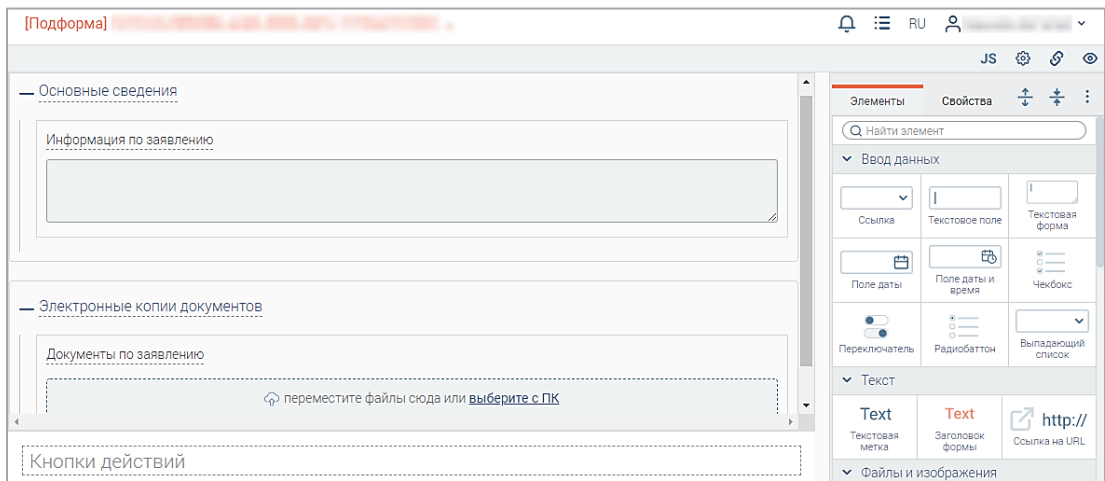 [Подформа]
RU
JS
Основные сведения
Информация по заявлению
Электронные копии документов
Документы по заявлению
переместите файлы сюда или выберите с ПК
Кнопки действий
Элементы Свойства
Найти элемент
Ввод данных
Ссылка Текстовое поле Текстовая
форма
Поле даты Поле даты и
время Чекбокс
Переключатель Радиобаттон Выпадающий
список
Текст
Text Text http://
Текстовая
метка Заголовок
формы Ссылка на URL
Файлы и изображения